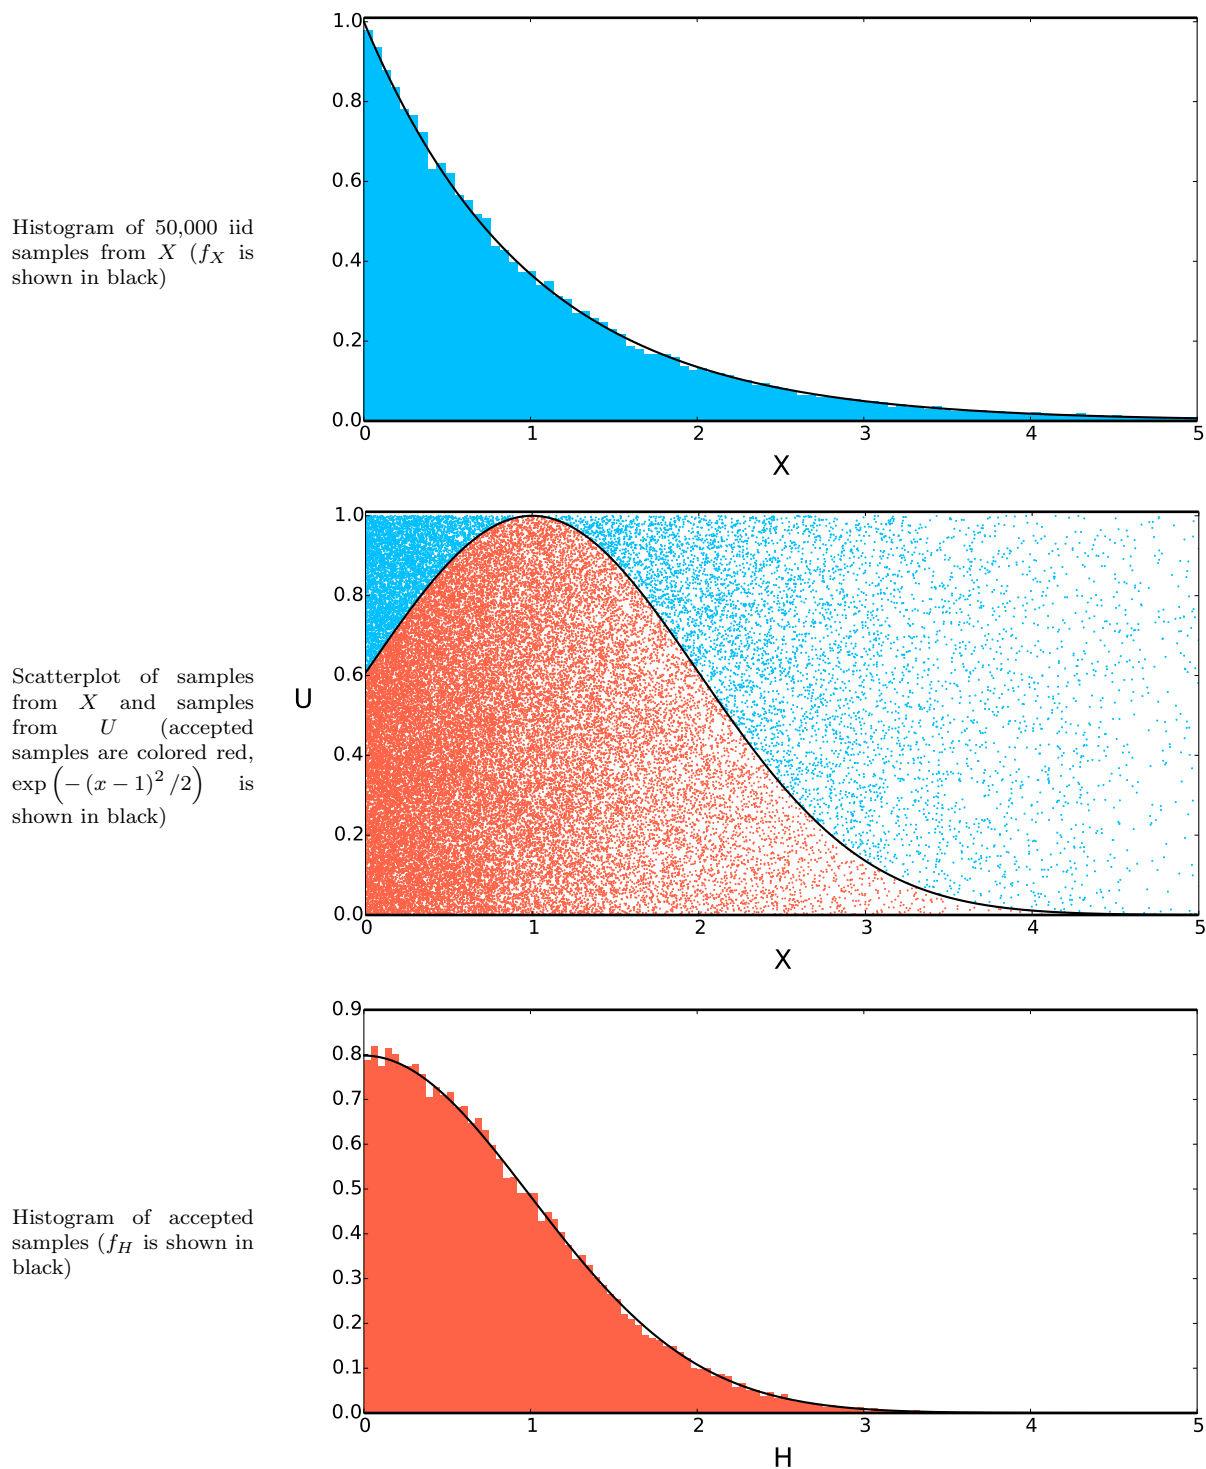 1.0
0.8
0.6
0.4
0.2
0.0
0 1 2 3 4 5
X
Histogram of 50,000 iid
samples from X (f_X is
shown in black)
1.0
0.8
0.6
0.4
0.2
0.0
U
0 1 2 3 4 5
X
Scatterplot of samples
from X and samples
from U (accepted
samples are colored red,
exp(−(x − 1)²/2) is
shown in black)
0.9
0.8
0.7
0.6
0.5
0.4
0.3
0.2
0.1
0.0
0 1 2 3 4 5
H
Histogram of accepted
samples (f_H is shown in
black)